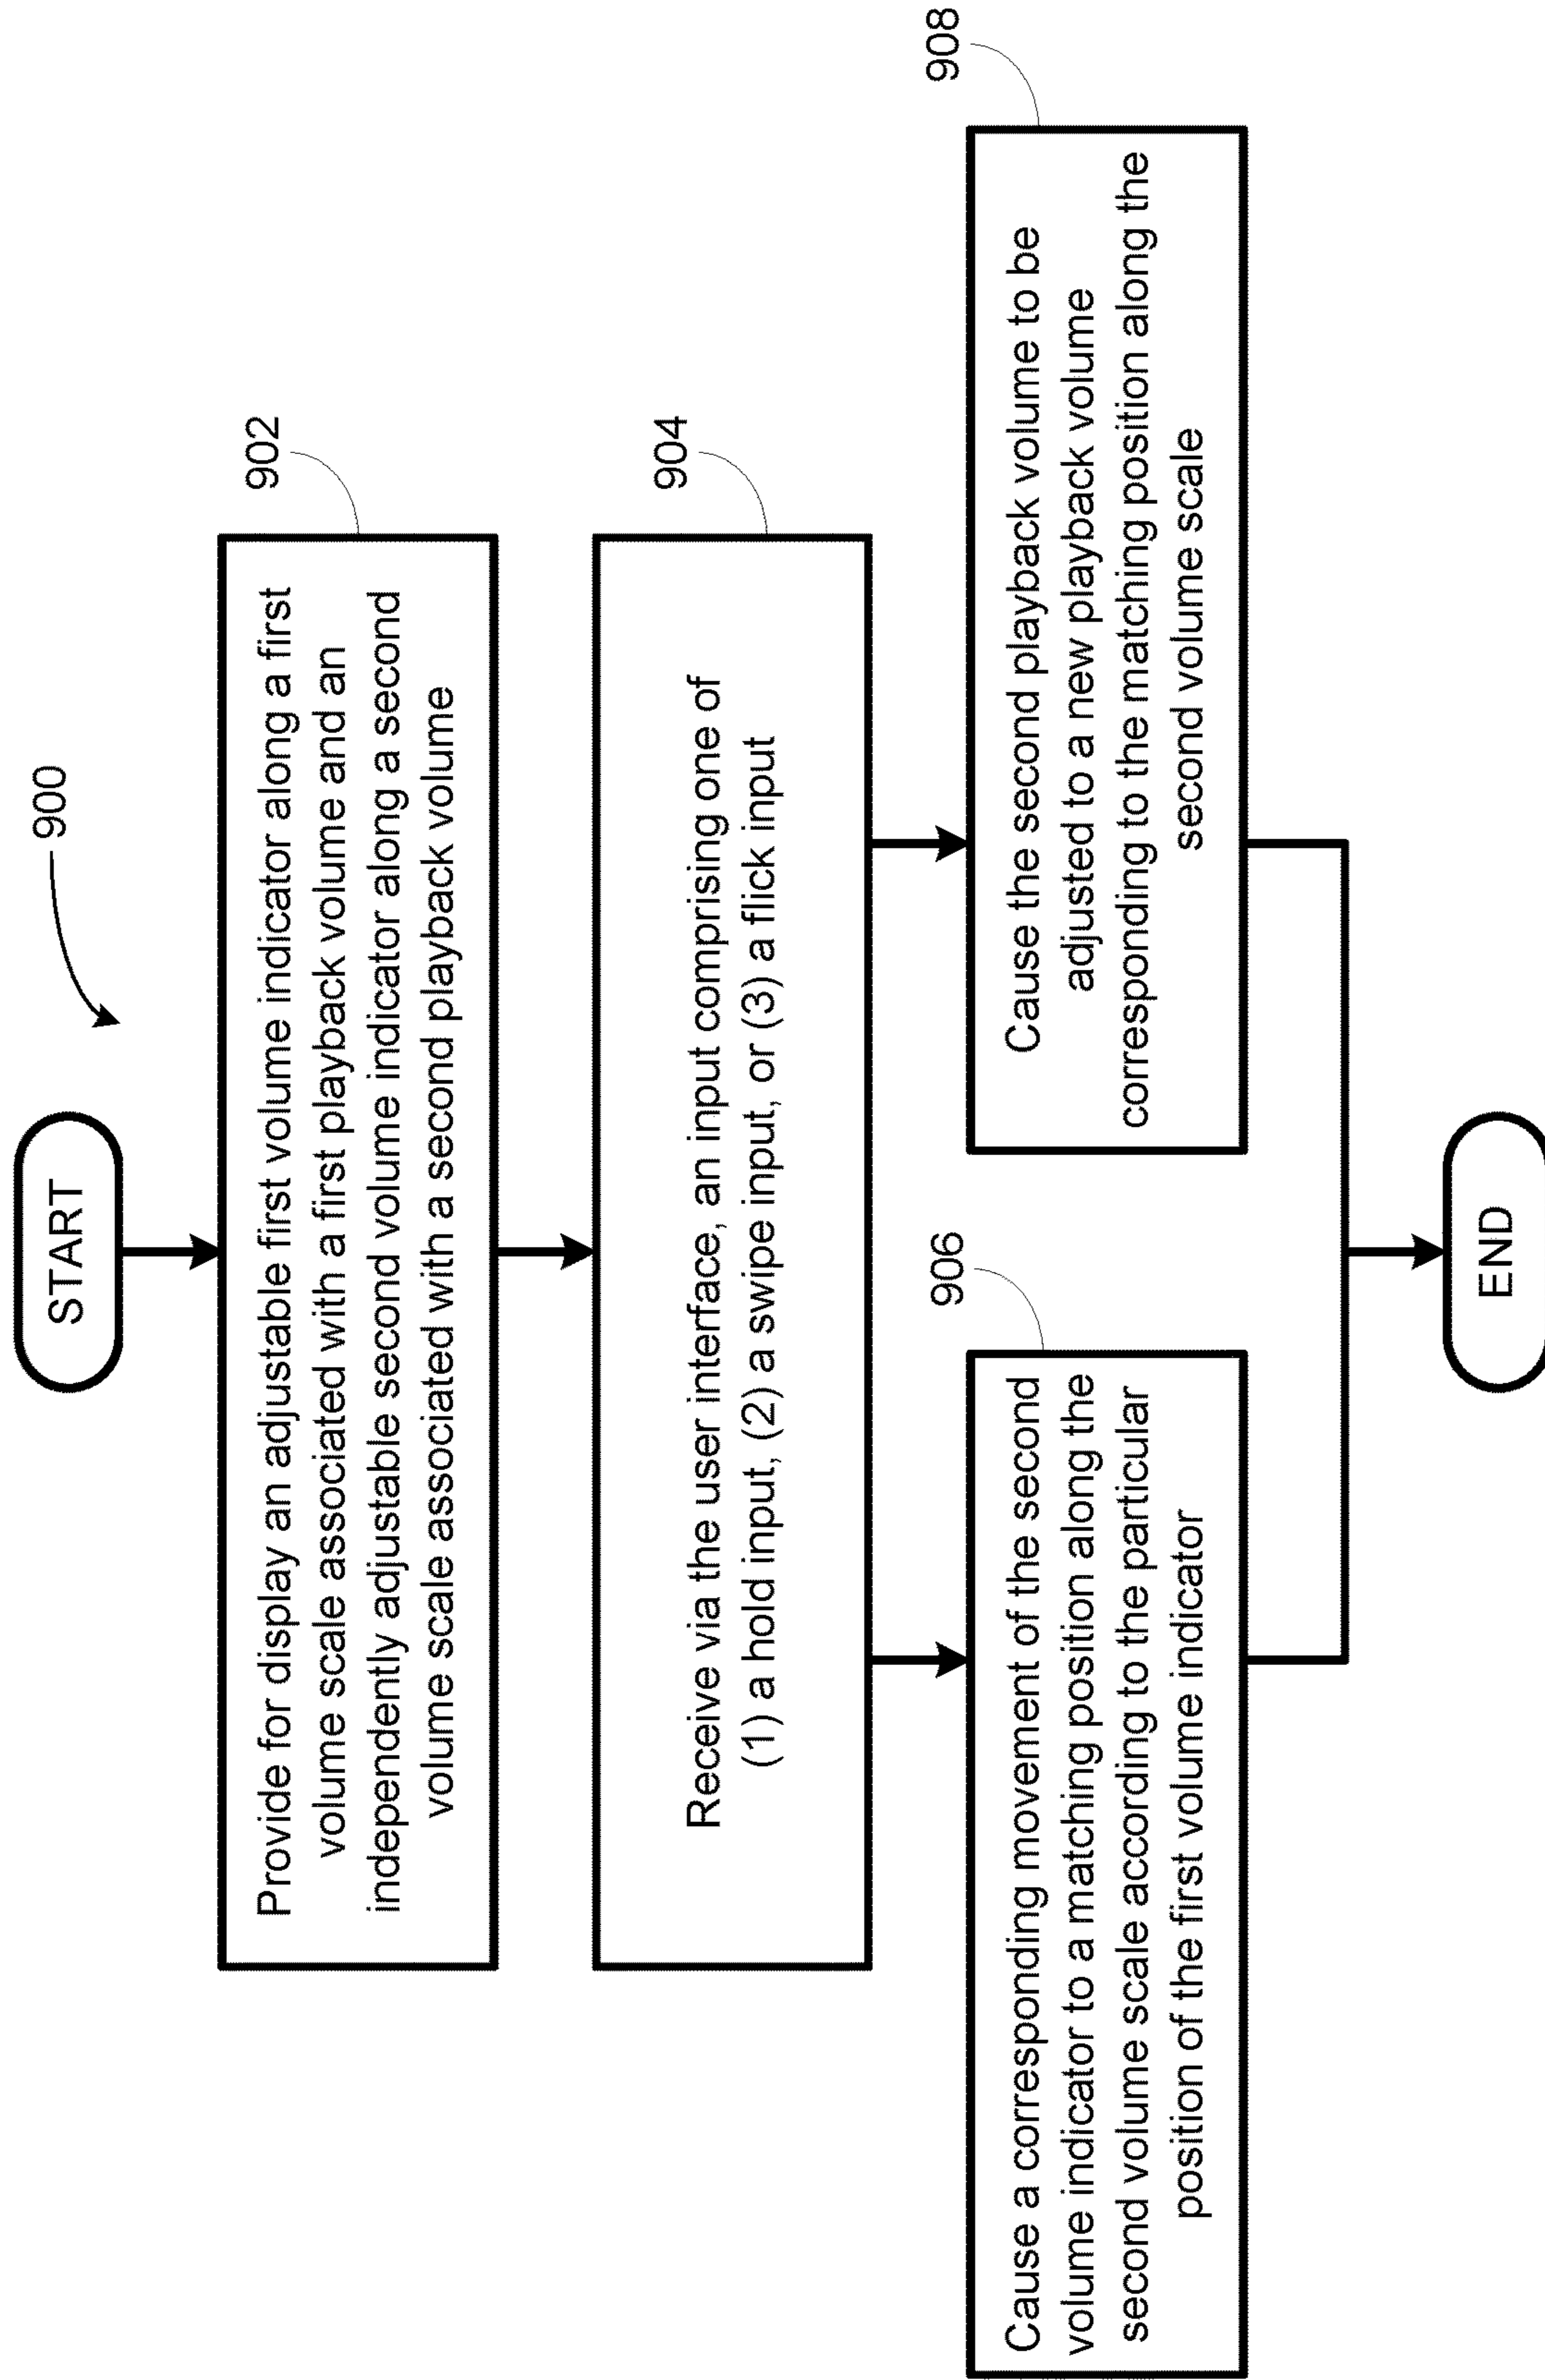 900
START
Provide for display an adjustable first volume indicator along a first
volume scale associated with a first playback volume and an
independently adjustable second volume indicator along a second
volume scale associated with a second playback volume
902
Receive via the user interface, an input comprising one of
(1) a hold input, (2) a swipe input, or (3) a flick input
904
Cause a corresponding movement of the second
volume indicator to a matching position along the
second volume scale according to the particular
position of the first volume indicator
906
Cause the second playback volume to be
adjusted to a new playback volume
corresponding to the matching position along the
second volume scale
908
END